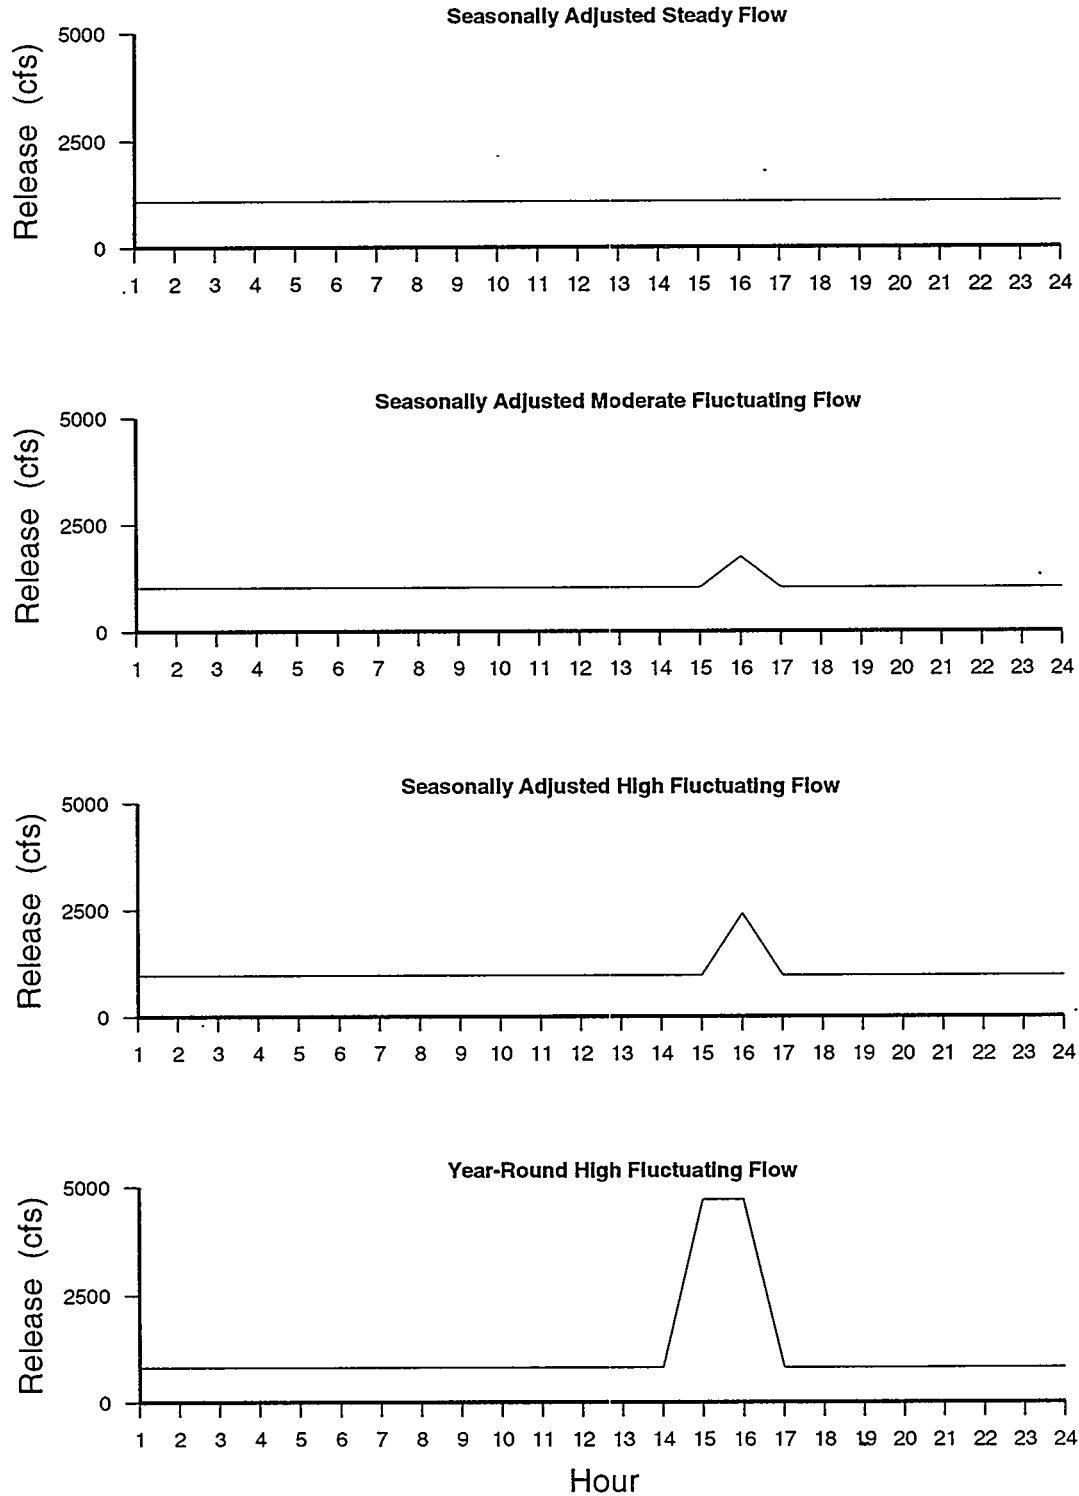 Seasonally Adjusted Steady Flow
5000
2500
0
Release (cfs)
.1 2 3 4 5 6 7 8 9 10 11 12 13 14 15 16 17 18 19 20 21 22 23 24
Seasonally Adjusted Moderate Fluctuating Flow
5000
2500
0
Release (cfs)
1 2 3 4 5 6 7 8 9 10 11 12 13 14 15 16 17 18 19 20 21 22 23 24
Seasonally Adjusted High Fluctuating Flow
5000
2500
0
Release (cfs)
1 2 3 4 5 6 7 8 9 10 11 12 13 14 15 16 17 18 19 20 21 22 23 24
Year-Round High Fluctuating Flow
5000
2500
0
Release (cfs)
1 2 3 4 5 6 7 8 9 10 11 12 13 14 15 16 17 18 19 20 21 22 23 24
Hour